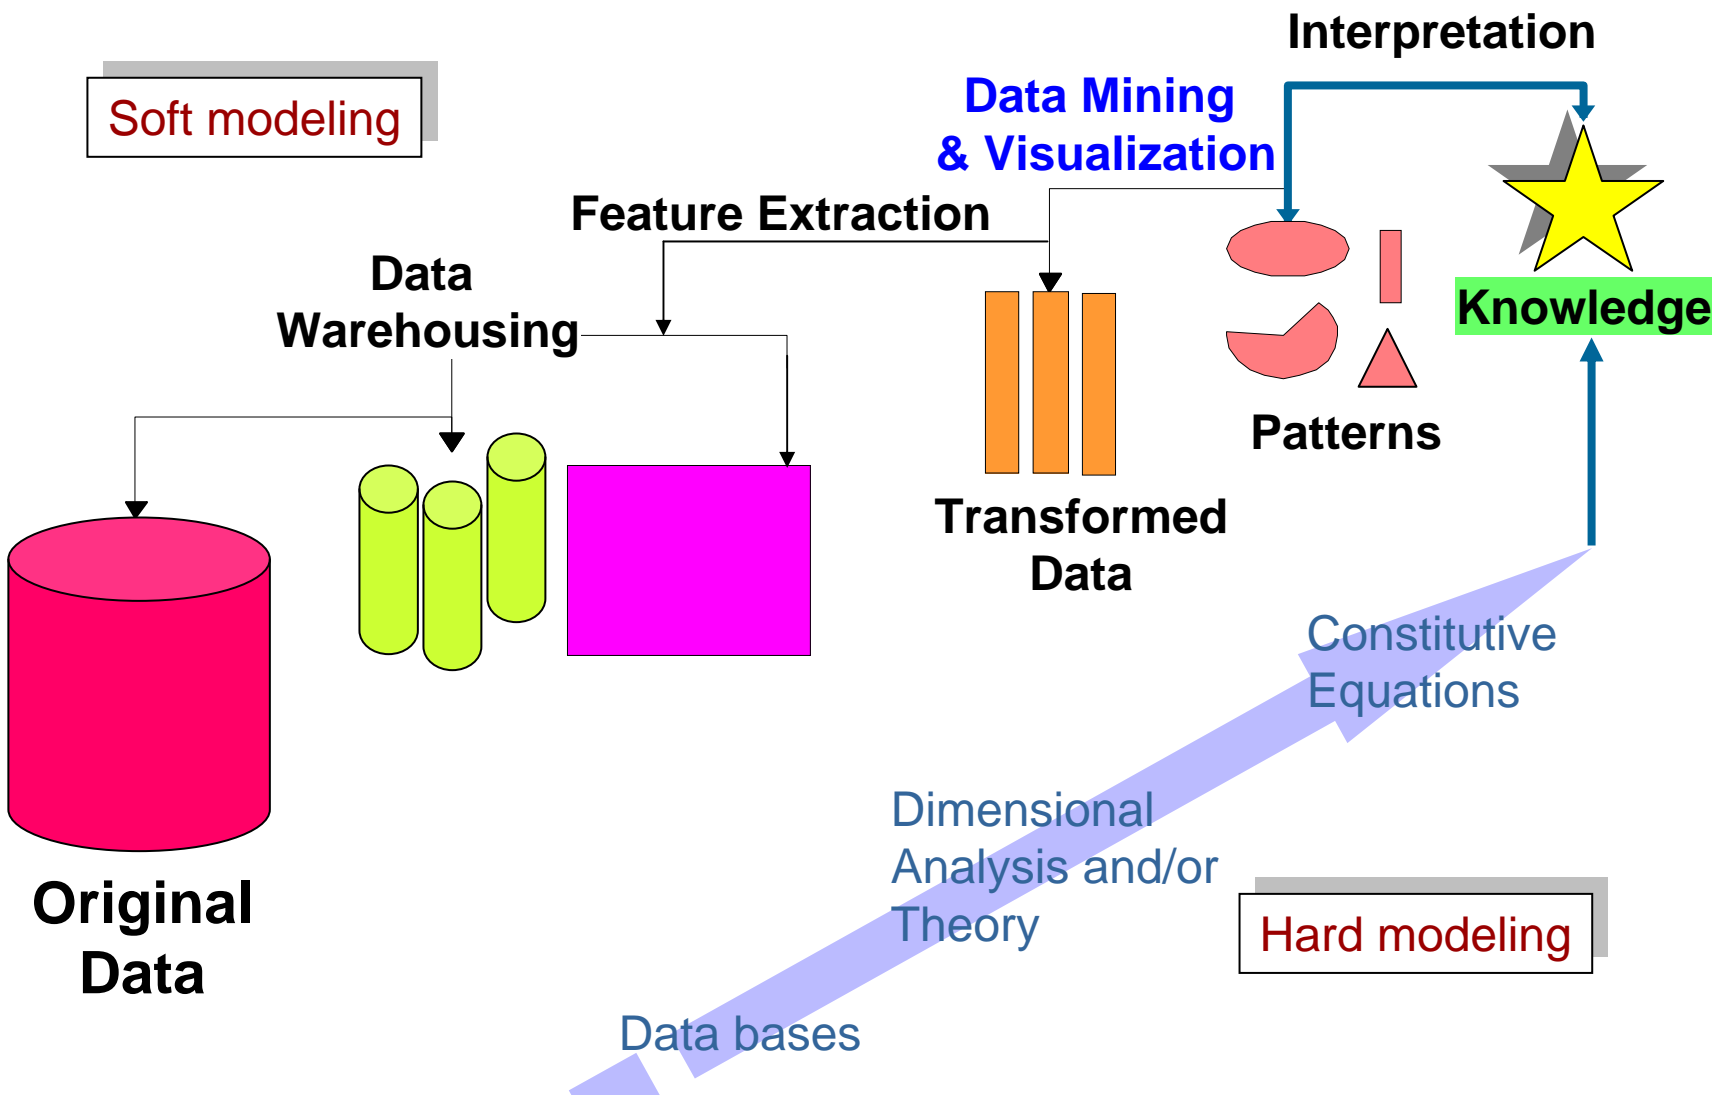 Interpretation
Soft modeling
Data Mining
& Visualization
Feature Extraction
Data
Warehousing
Knowledge
Patterns
Transformed
Data
Original
Data
Constitutive
Equations
Dimensional
Analysis and/or
Theory
Hard modeling
Data bases